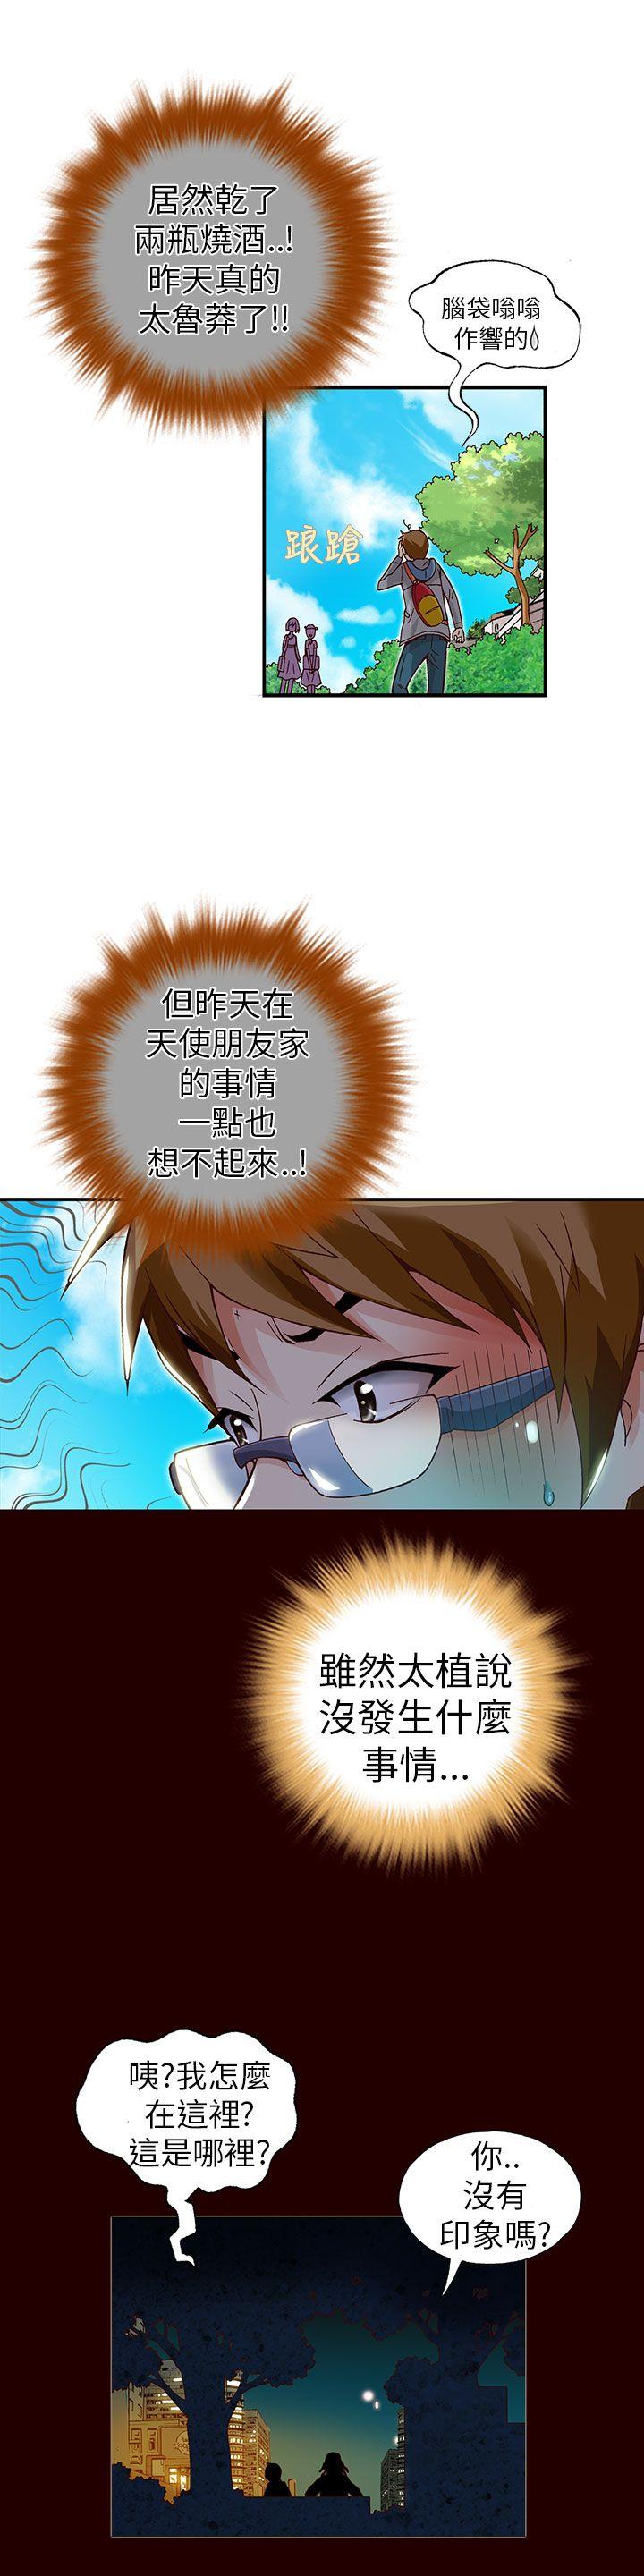 居然乾了
兩瓶燒酒..!
昨天真的
太魯莽了!!
腦袋嗡嗡
作響的
踉蹌
但昨天在
天使朋友家
的事情
一點也
想不起來..!
雖然太植說
沒發生什麼
事情...
咦?我怎麼
在這裡?
這是哪裡?
你..
沒有
印象嗎?